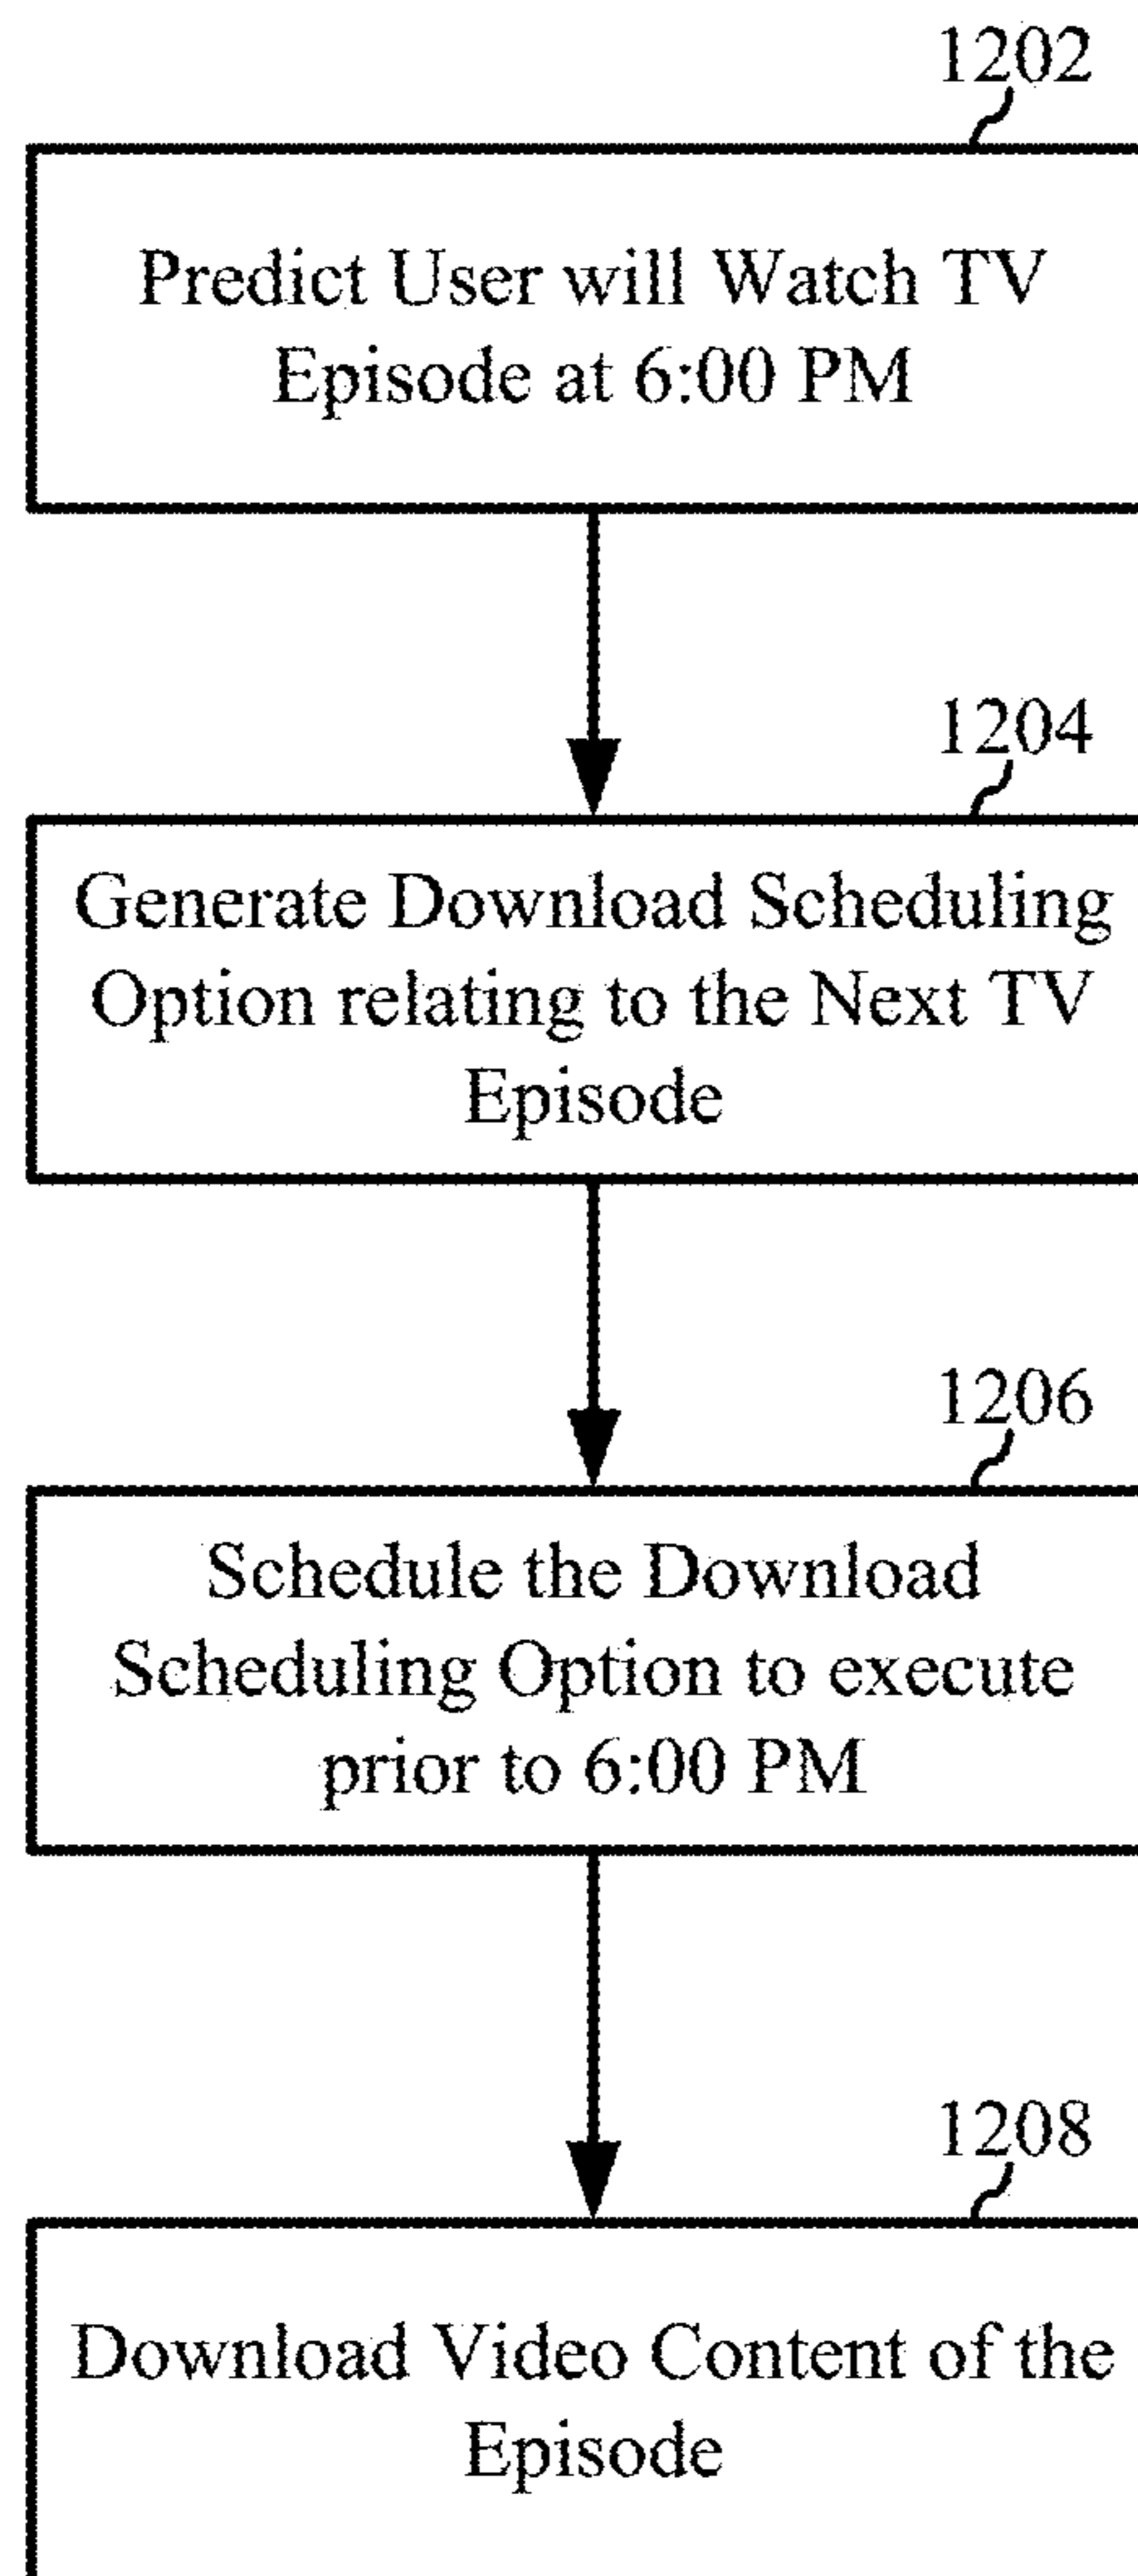 1202
Predict User will Watch TV
Episode at 6:00 PM
1204
Generate Download Scheduling
Option relating to the Next TV
Episode
1206
Schedule the Download
Scheduling Option to execute
prior to 6:00 PM
1208
Download Video Content of the
Episode